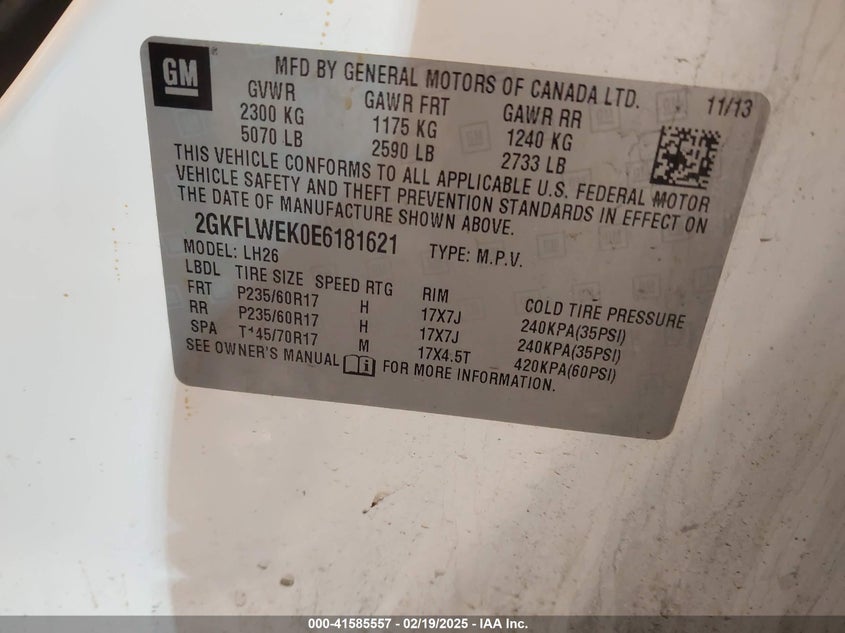 GM
MFD BY GENERAL MOTORS OF CANADA LTD. 11/13
GVWR GAWR FRT GAWR RR
2300 KG 1175 KG 1240 KG
5070 LB 2590 LB 2733 LB
THIS VEHICLE CONFORMS TO ALL APPLICABLE U.S. FEDERAL MOTOR
VEHICLE SAFETY AND THEFT PREVENTION STANDARDS IN EFFECT ON
THE DATE OF MANUFACTURE SHOWN ABOVE.
2GKFLWEK0E6181621 TYPE: M.P.V.
MODEL: LH26
LBDL TIRE SIZE SPEED RTG RIM COLD TIRE PRESSURE
FRT P235/60R17 H 17X7J 240KPA(35PSI)
RR P235/60R17 H 17X7J 240KPA(35PSI)
SPA T145/70R17 M 17X4.5T 420KPA(60PSI)
SEE OWNER'S MANUAL FOR MORE INFORMATION.
000-41585557 - 02/19/2025 - IAA Inc.